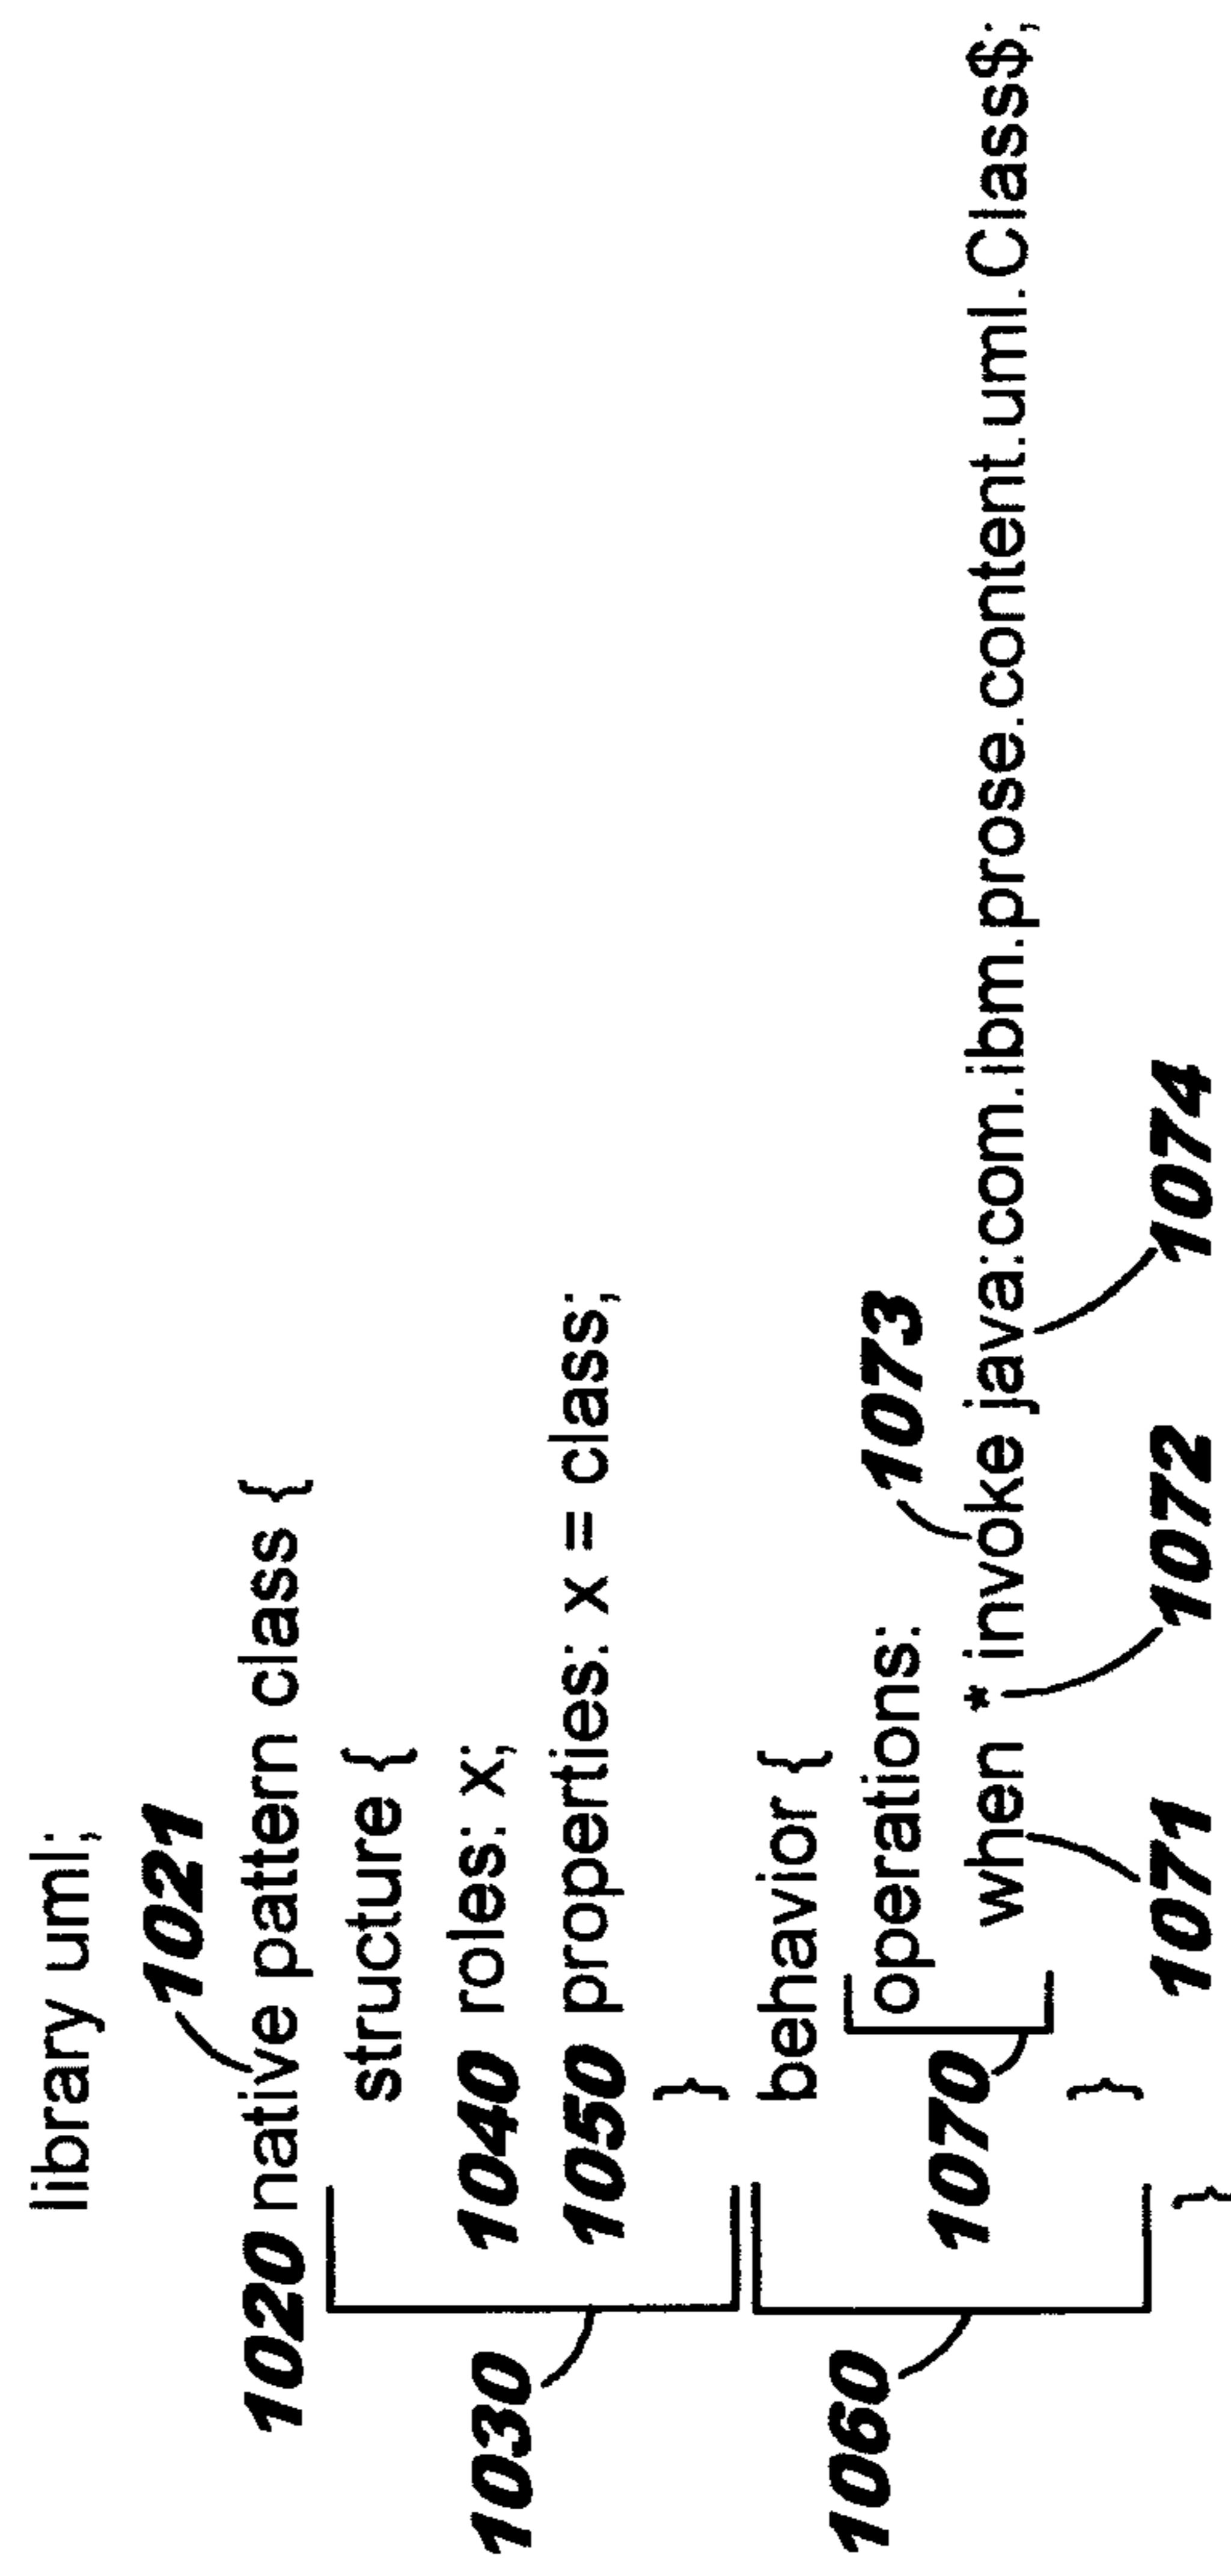 library uml;
1021
1020 native pattern class {
structure {
1040 roles: x;
1050 properties: x = class;
}
1030
behavior {
operations:
1073
when * invoke java:com.ibm.prose.content.uml.Class$;
1070
1071 1072 1074
}
1060
}